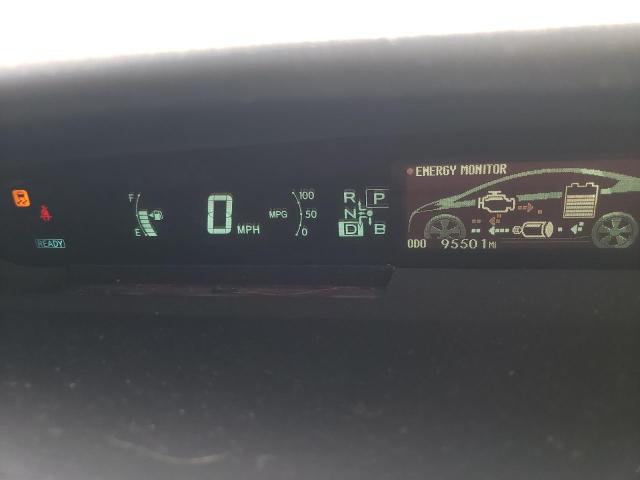 ENERGY MONITOR
F
E
READY
0 MPH
MPG
100
50
0
R
P
N
D
B
ODO 95501 MI